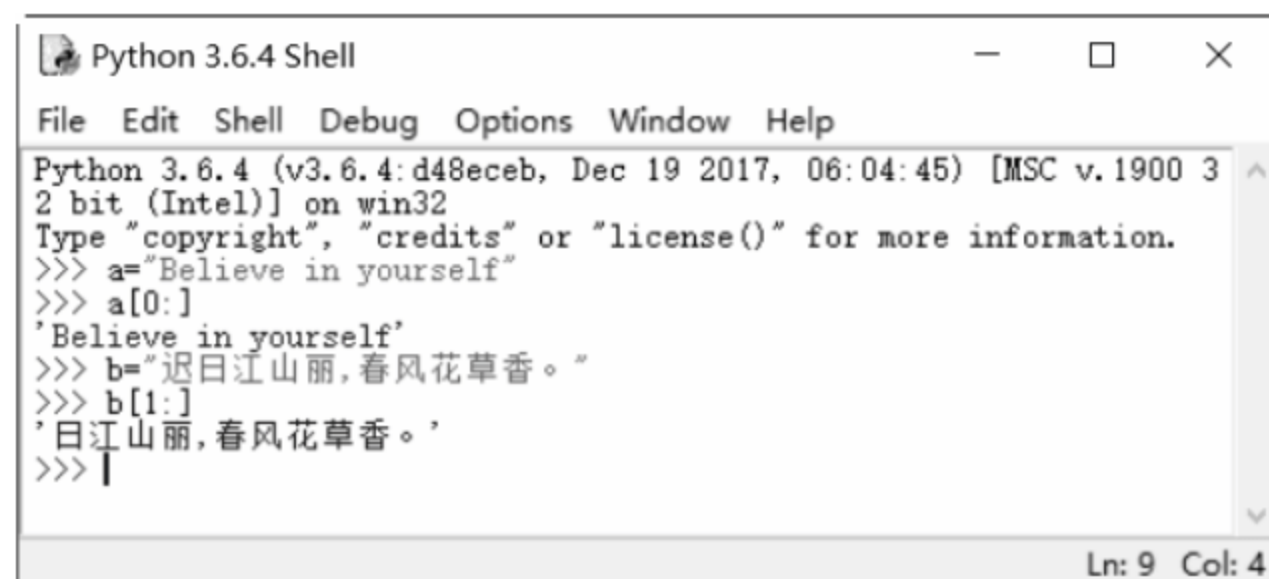 Python 3.6.4 Shell
File Edit Shell Debug Options Window Help
Python 3.6.4 (v3.6.4:d48eceb, Dec 19 2017, 06:04:45) [MSC v.1900 3
2 bit (Intel)] on win32
Type "copyright", "credits" or "license()" for more information.
>>> a="Believe in yourself"
>>> a[0:]
'Believe in yourself'
>>> b="迟日江山丽,春风花草香。"
>>> b[1:]
'日江山丽,春风花草香。'
>>>
Ln: 9 Col: 4